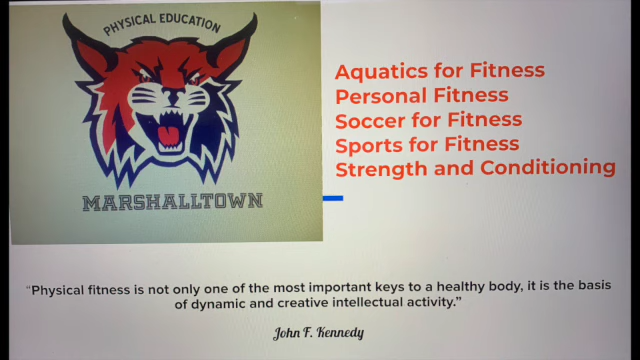 PHYSICAL EDUCATION
MARSHALLTOWN
Aquatics for Fitness
Personal Fitness
Soccer for Fitness
Sports for Fitness
Strength and Conditioning
“Physical fitness is not only one of the most important keys to a healthy body, it is the basis
of dynamic and creative intellectual activity.”
John F. Kennedy